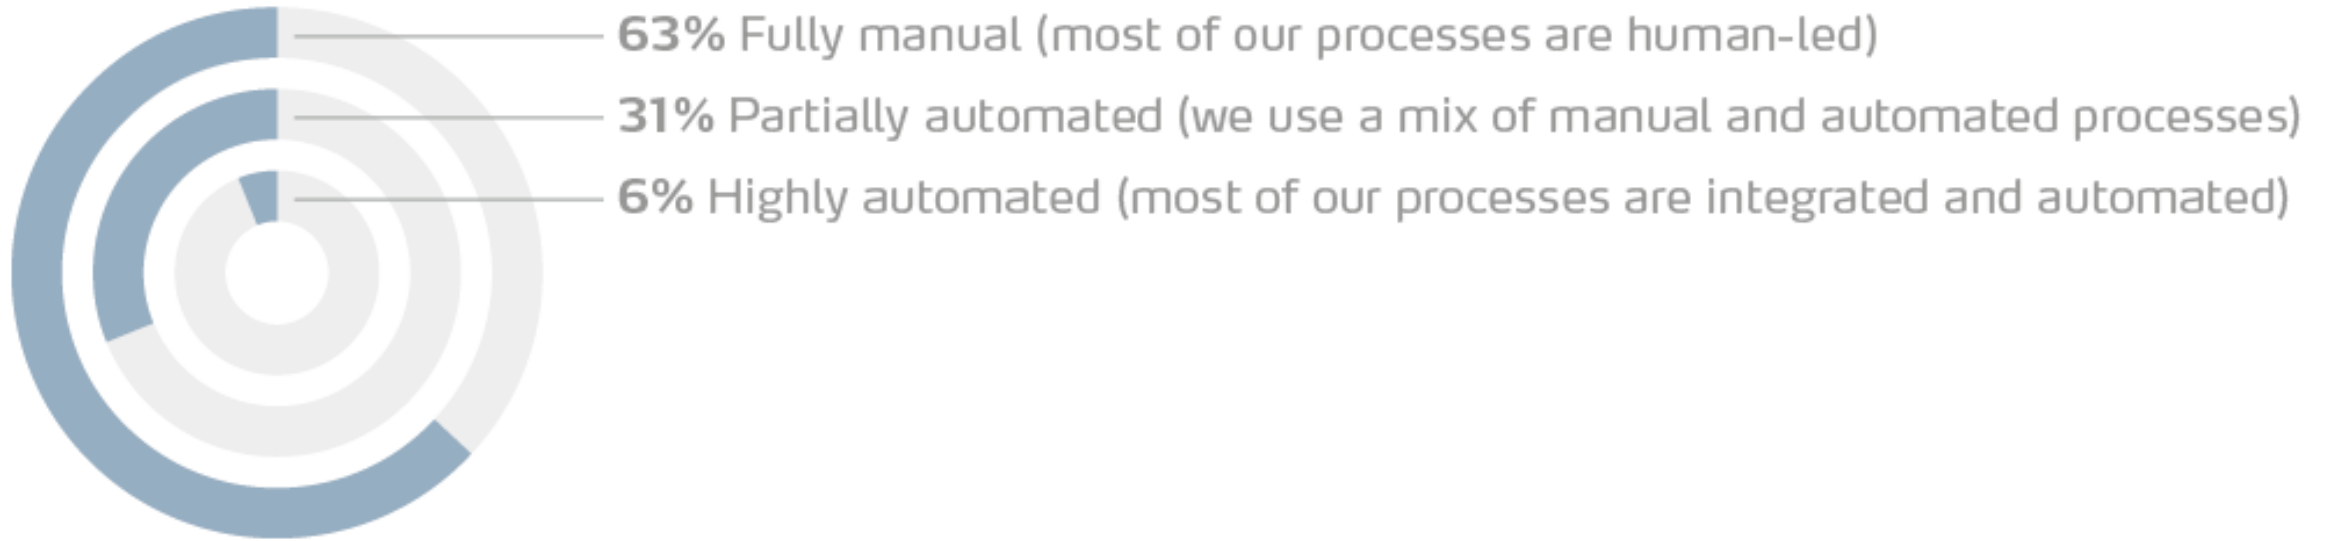 63% Fully manual (most of our processes are human-led)
31% Partially automated (we use a mix of manual and automated processes)
6% Highly automated (most of our processes are integrated and automated)